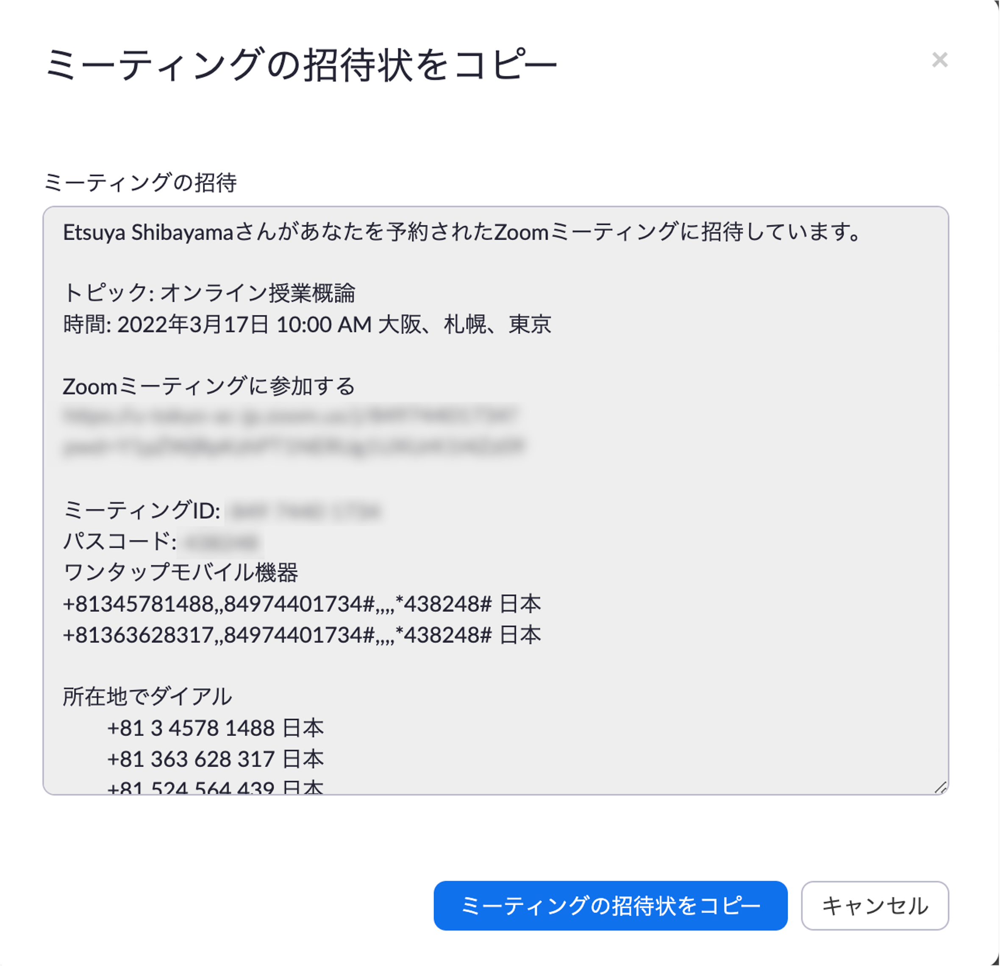 ミーティングの招待状をコピー
ミーティングの招待
Etsuya Shibayamaさんがあなたを予約されたZoomミーティングに招待しています。
トピック: オンライン授業概論
時間: 2022年3月17日 10:00 AM 大阪、札幌、東京
Zoomミーティングに参加する
ミーティングID:
パスコード:
ワンタップモバイル機器
+81345781488,,84974401734#,,,,*438248# 日本
+81363628317,,84974401734#,,,,*438248# 日本
所在地でダイアル
+81 3 4578 1488 日本
+81 363 628 317 日本
+81 524 564 439 日本
ミーティングの招待状をコピー
キャンセル